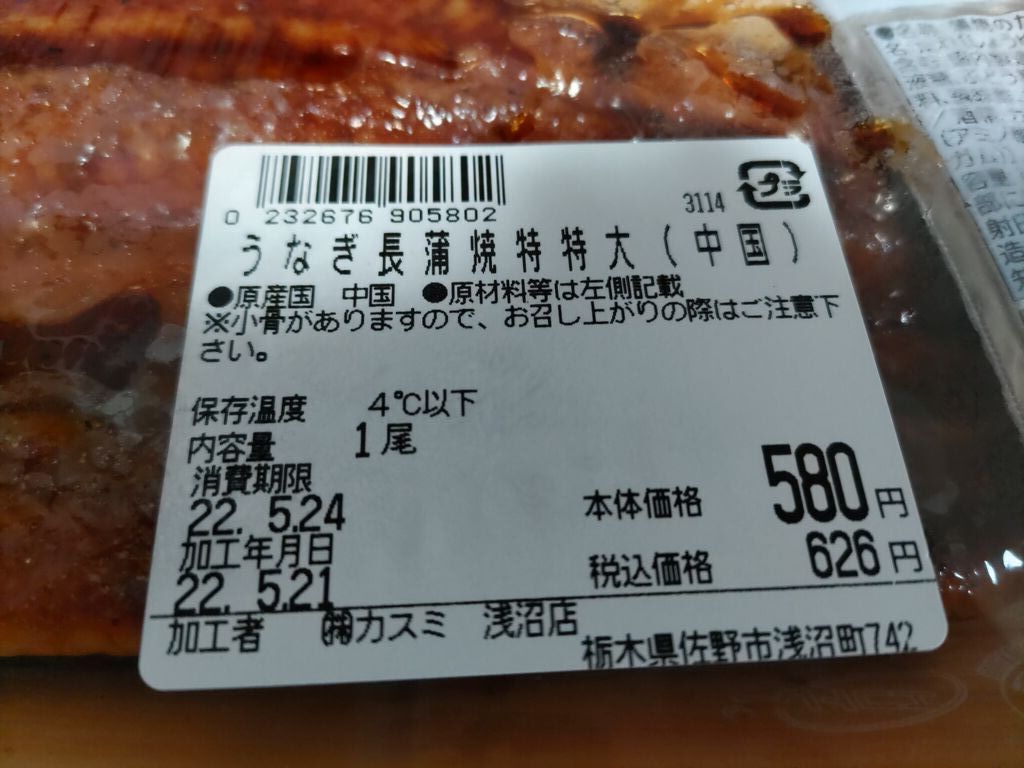 0 232676 905802
3114
プラ
うなぎ長蒲焼特特大(中国)
●原産国 中国 ●原材料等は左側記載
※小骨がありますので、お召し上がりの際はご注意下
さい。
保存温度 4℃以下
内容量 1尾
消費期限
22. 5.24
加工年月日
22. 5.21
本体価格 580円
税込価格 626円
加工者 ㈱カスミ 浅沼店
栃木県佐野市浅沼町742